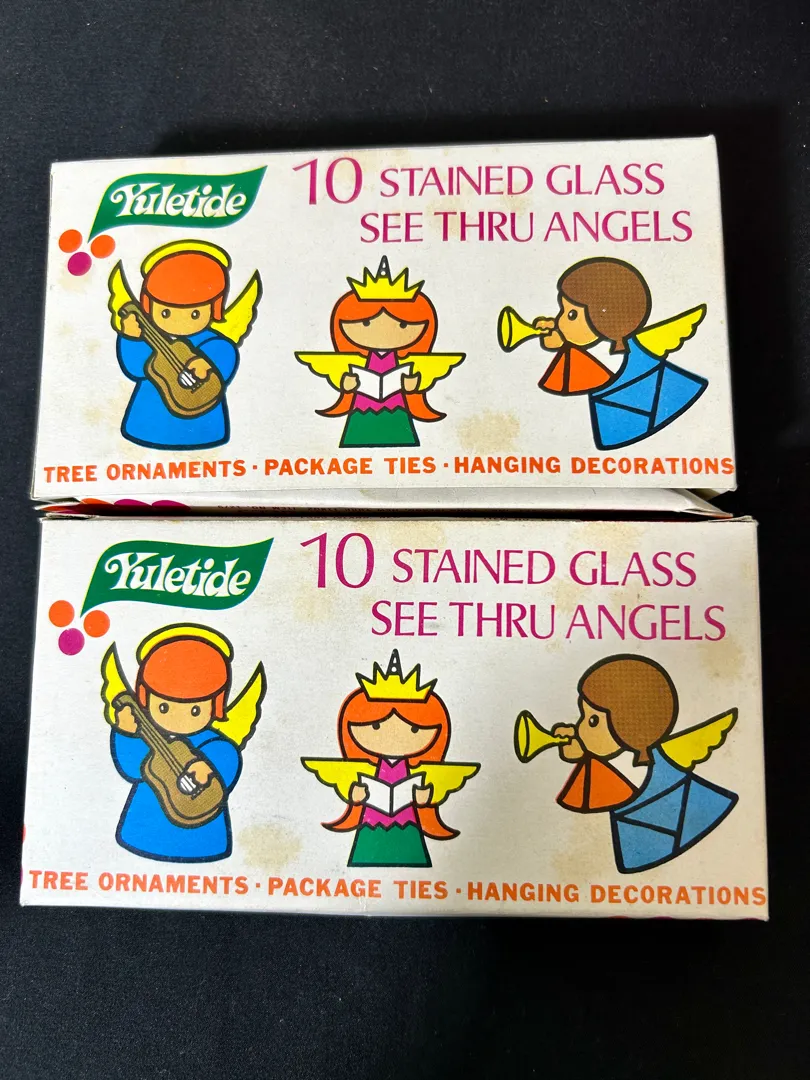 Yuletide
10 STAINED GLASS
SEE THRU ANGELS
TREE ORNAMENTS · PACKAGE TIES · HANGING DECORATIONS
Yuletide
10 STAINED GLASS
SEE THRU ANGELS
TREE ORNAMENTS · PACKAGE TIES · HANGING DECORATIONS